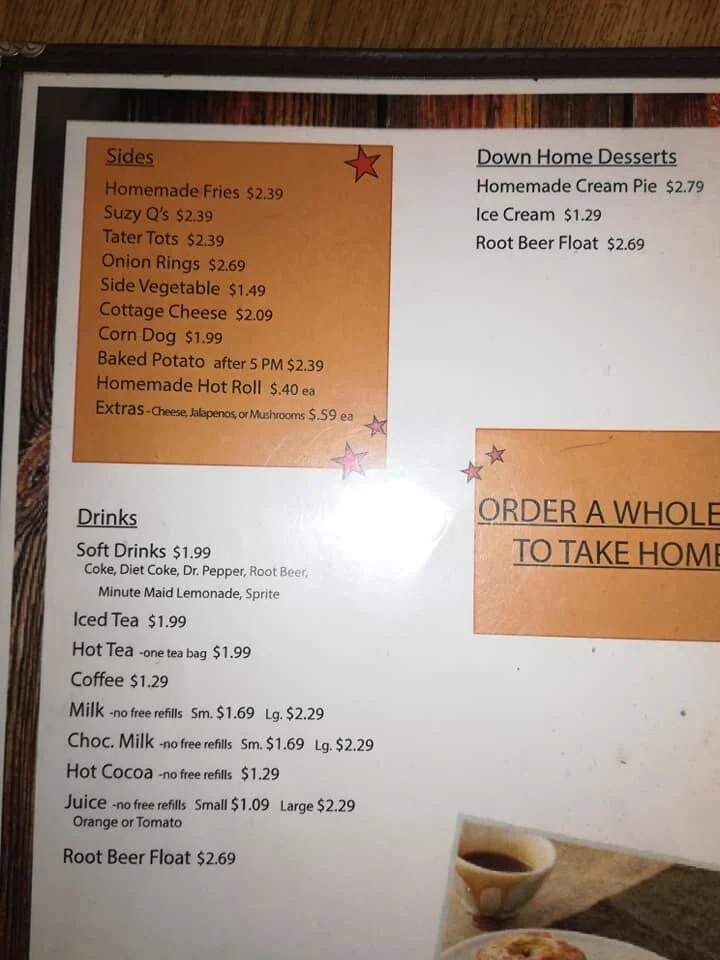 Sides
Homemade Fries $2.39
Suzy Q's $2.39
Tater Tots $2.39
Onion Rings $2.69
Side Vegetable $1.49
Cottage Cheese $2.09
Corn Dog $1.99
Baked Potato after 5 PM $2.39
Homemade Hot Roll $.40 ea
Extras - Cheese, Jalapenos, or Mushrooms $.59 ea
Drinks
Soft Drinks $1.99
Coke, Diet Coke, Dr. Pepper, Root Beer,
Minute Maid Lemonade, Sprite
Iced Tea $1.99
Hot Tea -one tea bag $1.99
Coffee $1.29
Milk -no free refills Sm. $1.69 Lg. $2.29
Choc. Milk -no free refills Sm. $1.69 Lg. $2.29
Hot Cocoa -no free refills $1.29
Juice -no free refills Small $1.09 Large $2.29
Orange or Tomato
Root Beer Float $2.69
Down Home Desserts
Homemade Cream Pie $2.79
Ice Cream $1.29
Root Beer Float $2.69
ORDER A WHOLE
TO TAKE HOME